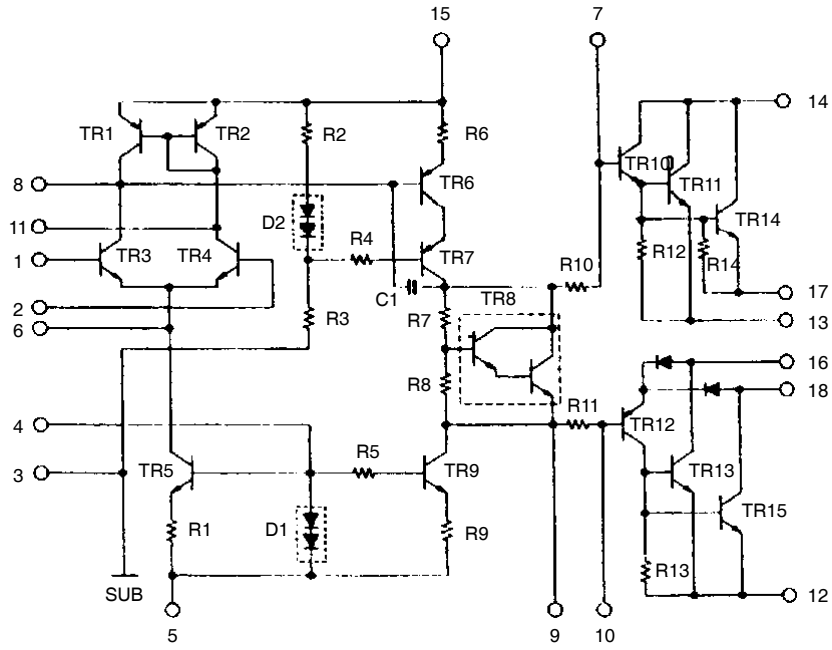 15
7
14
TR1
TR2
R2
R6
TR10
TR11
8
TR6
D2
TR14
11
R4
R12
R14
1
TR3
TR4
TR7
R10
C1
TR8
17
2
R3
R7
13
6
16
R8
18
R11
TR12
4
R5
TR13
3
TR5
TR9
TR15
R1
D1
R9
R13
SUB
12
5
9
10